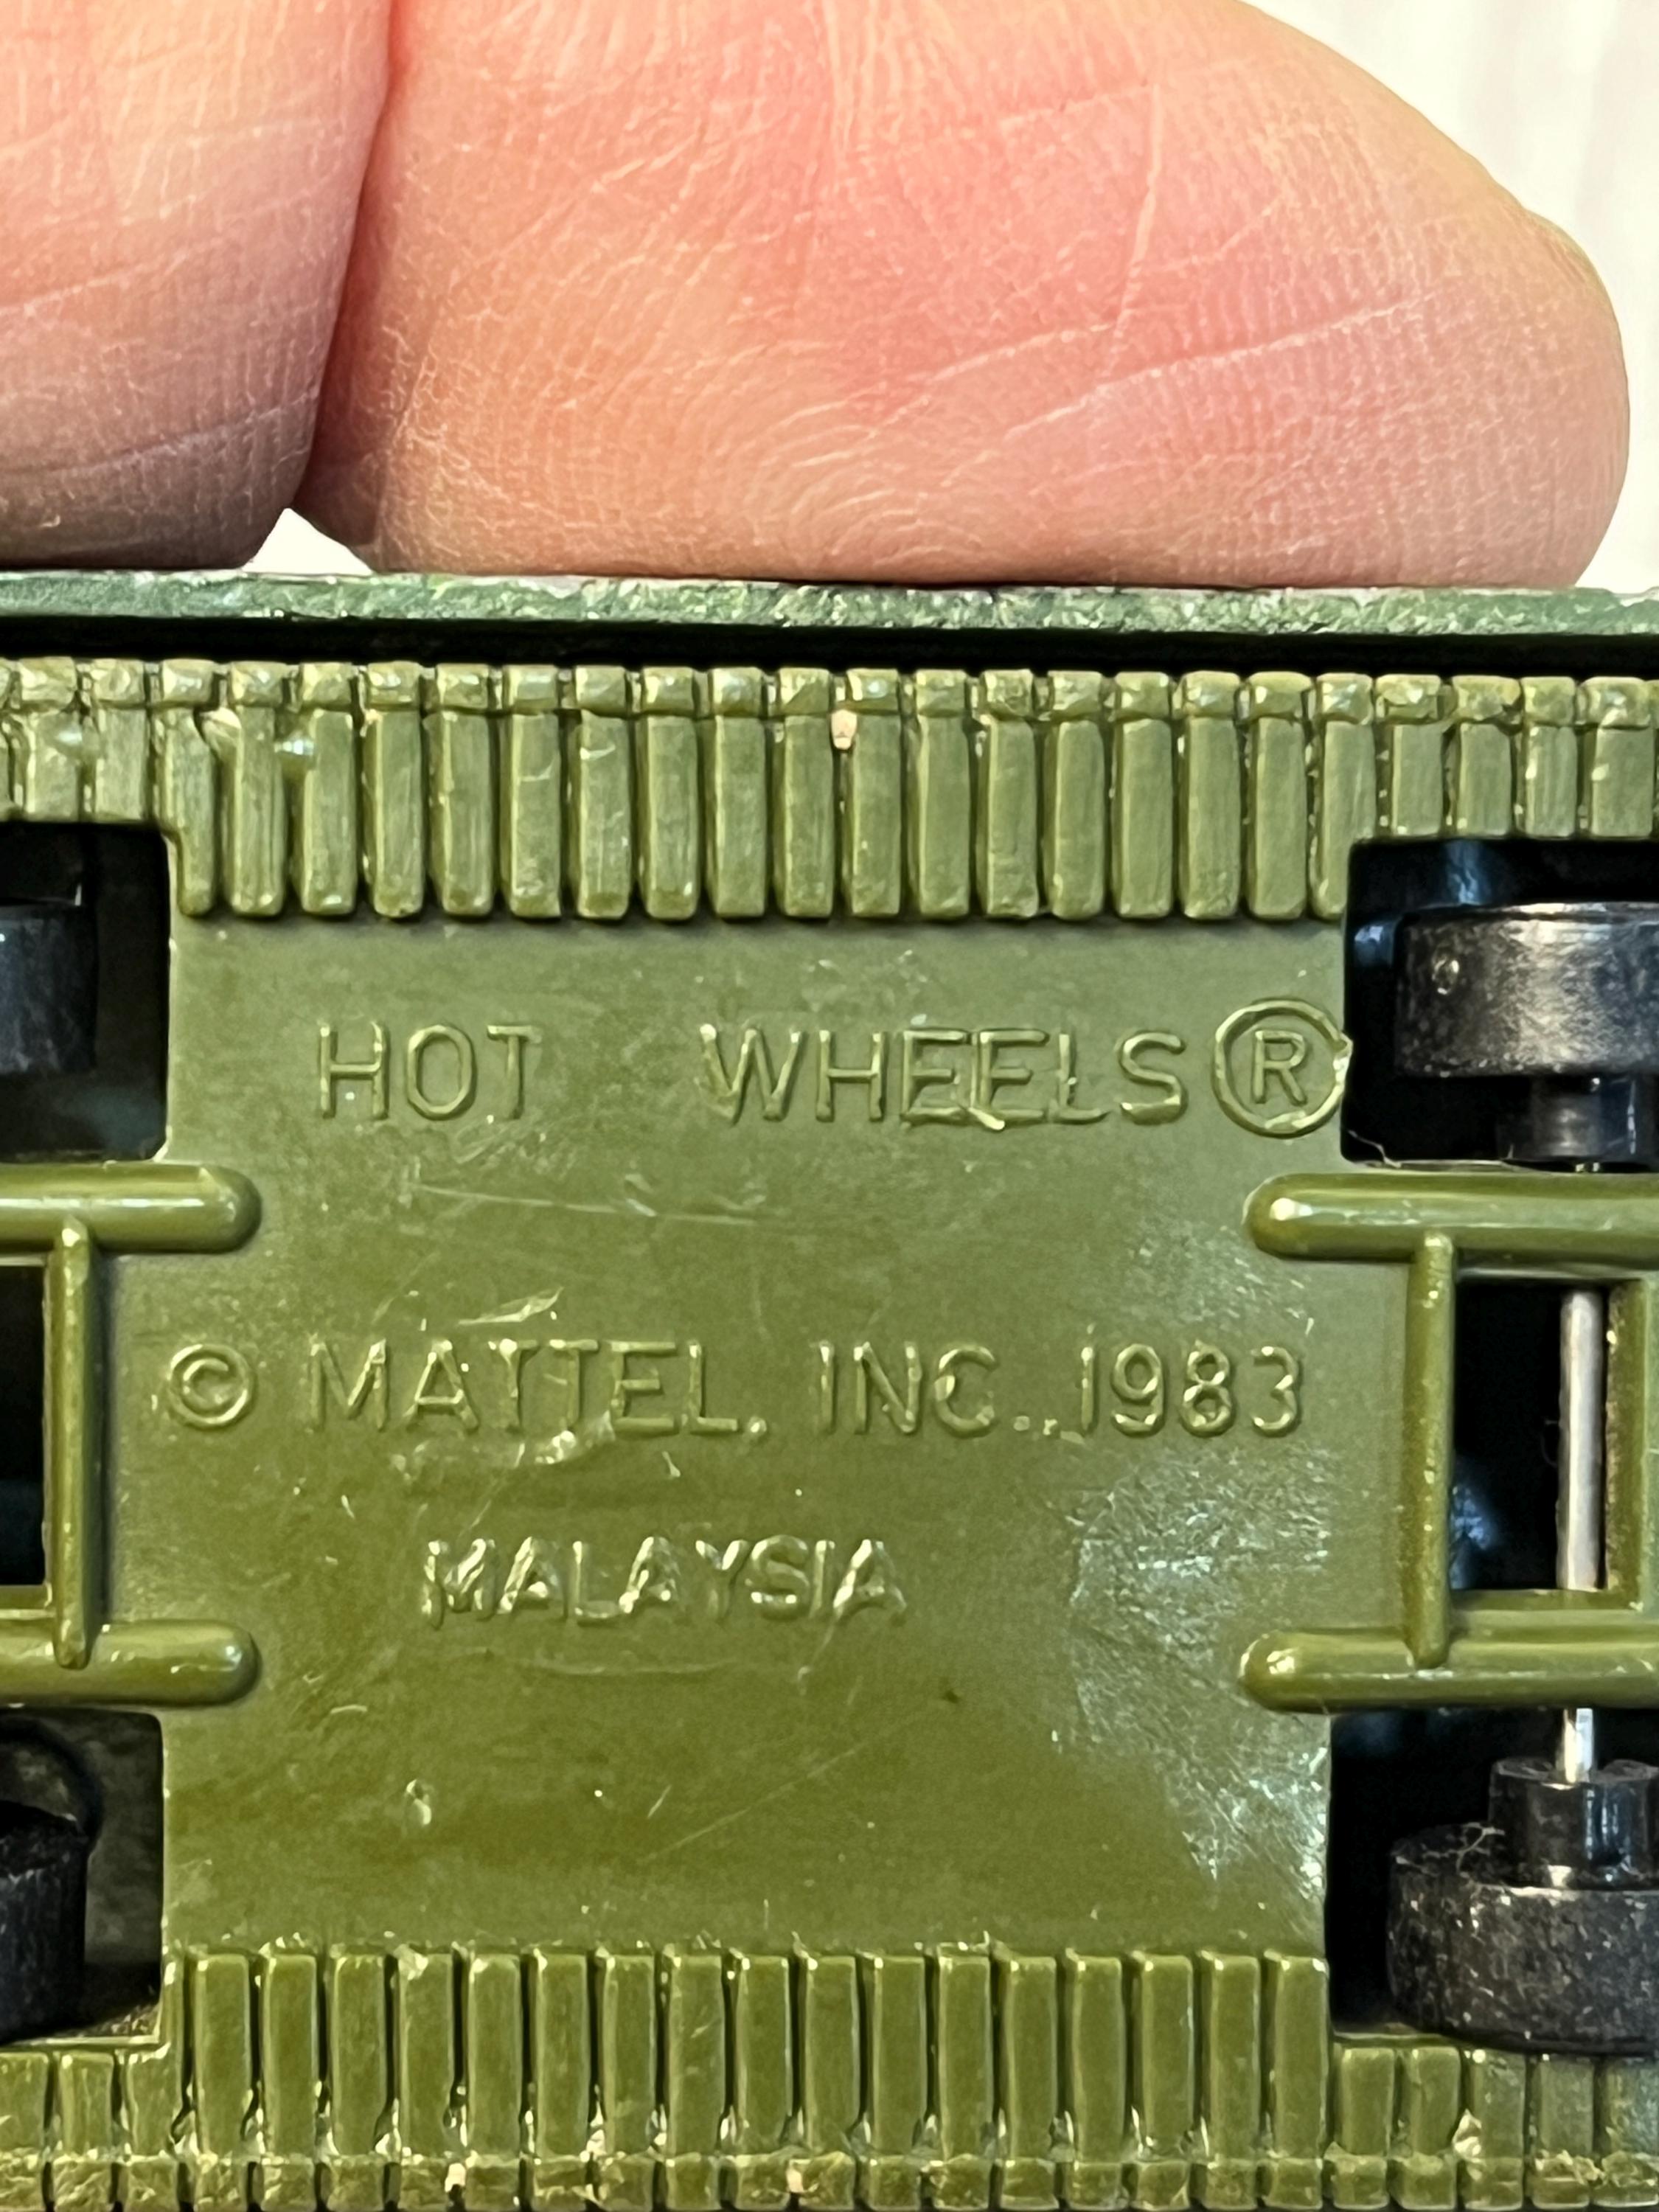 HOT WHEELS®
© MATTEL, INC., 1983
MALAYSIA